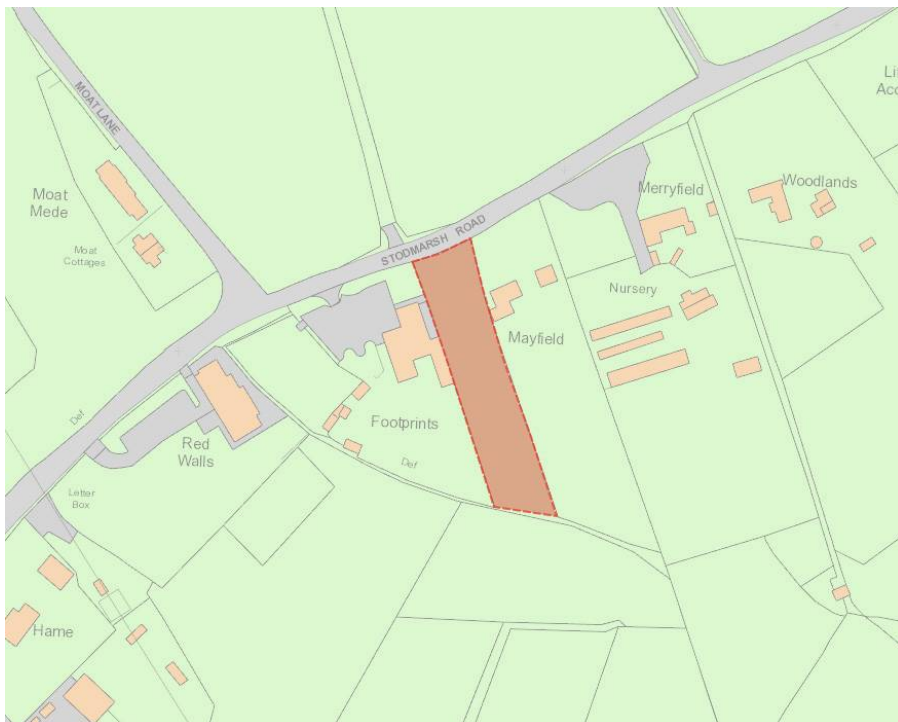 MOAT LANE
Moat
Mede
Moat
Cottages
STODMARSH ROAD
Merryfield
Woodlands
Nursery
Mayfield
Footprints
Def
Def
Red
Walls
Letter
Box